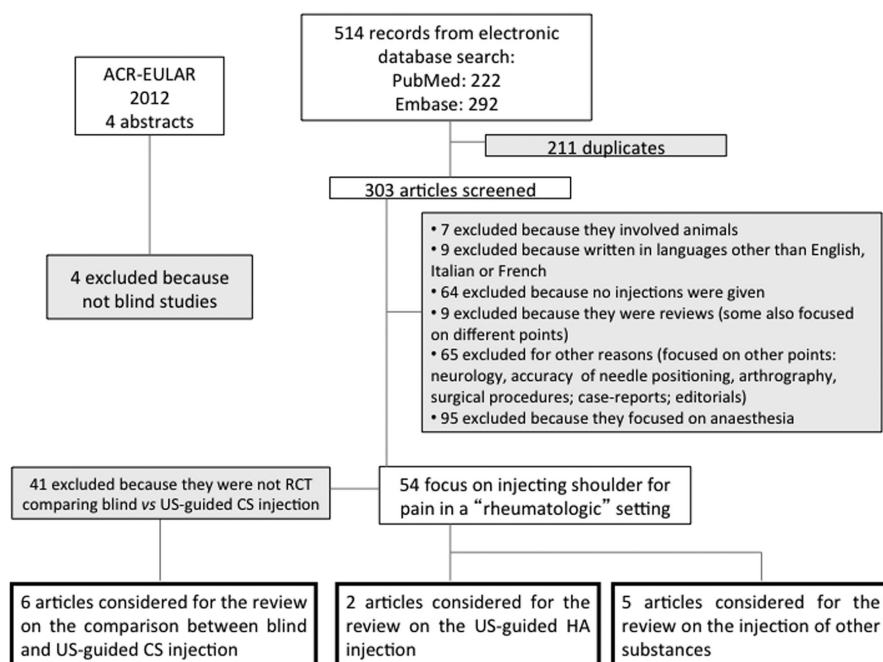 514 records from electronic
database search:
PubMed: 222
Embase: 292
ACR-EULAR
2012
4 abstracts
211 duplicates
303 articles screened
• 7 excluded because they involved animals
• 9 excluded because written in languages other than English,
Italian or French
• 64 excluded because no injections were given
• 9 excluded because they were reviews (some also focused
on different points)
• 65 excluded for other reasons (focused on other points:
neurology, accuracy of needle positioning, arthrography,
surgical procedures; case-reports; editorials)
• 95 excluded because they focused on anaesthesia
4 excluded because
not blind studies
41 excluded because they were not RCT
comparing blind vs US-guided CS injection
54 focus on injecting shoulder for
pain in a “rheumatologic” setting
6 articles considered for the review
on the comparison between blind
and US-guided CS injection
2 articles considered for the
review on the US-guided HA
injection
5 articles considered for the
review on the injection of other
substances